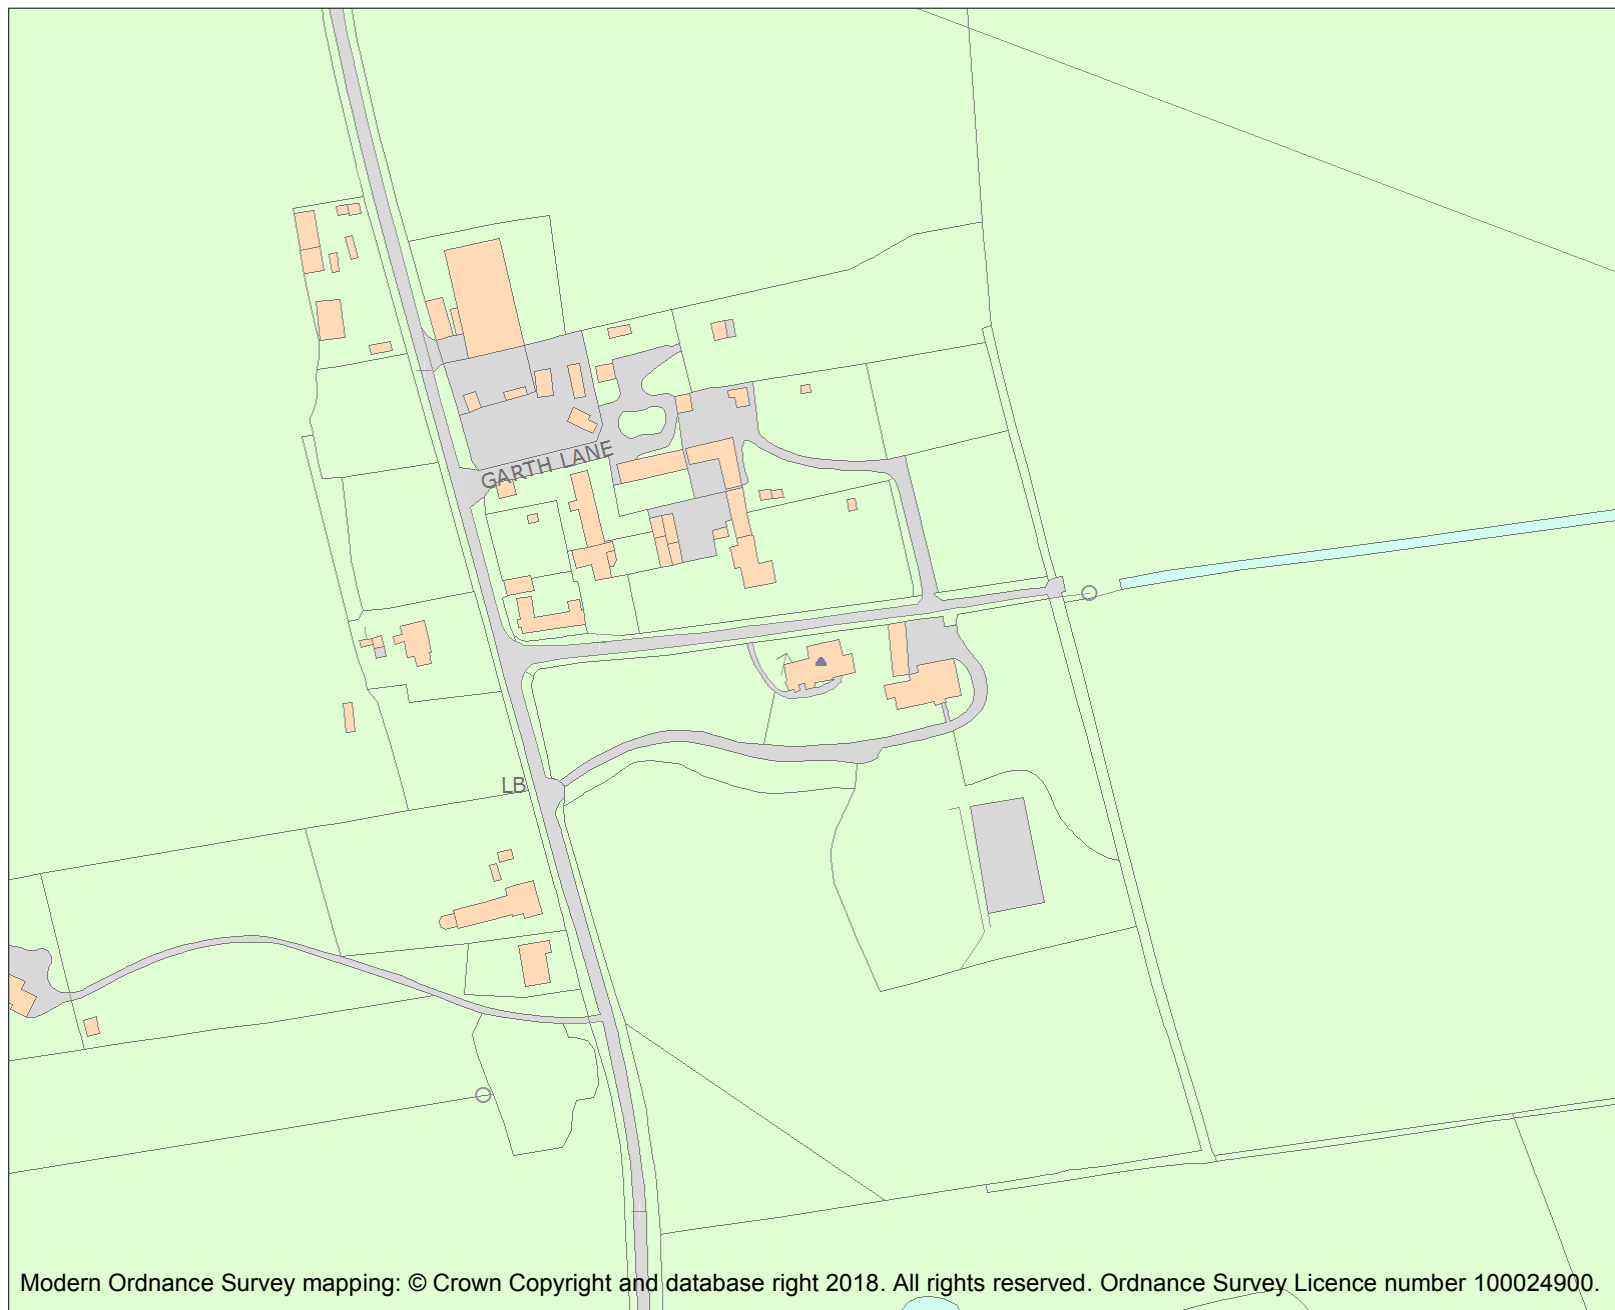 GARTH LANE
LB
Modern Ordnance Survey mapping: © Crown Copyright and database right 2018. All rights reserved. Ordnance Survey Licence number 100024900.